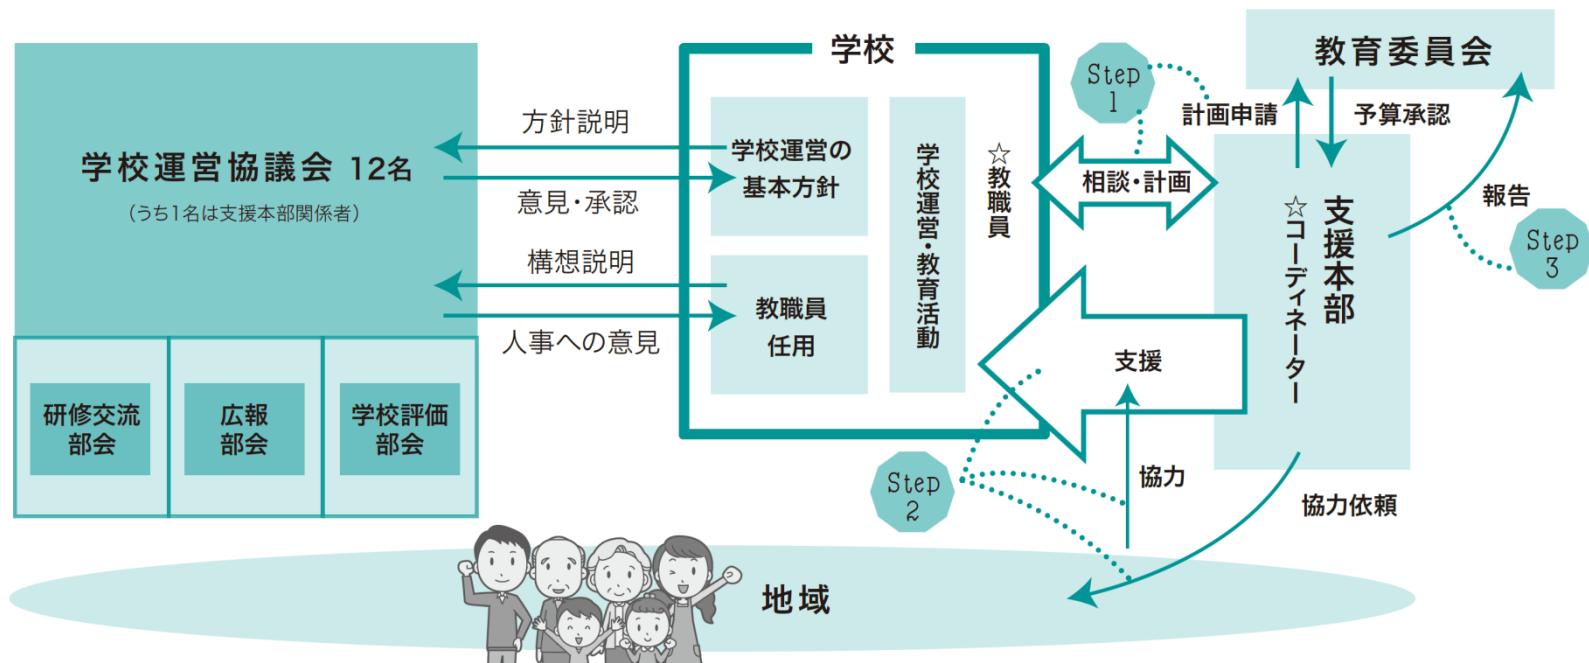 学校運営協議会 12名
（うち1名は支援本部関係者）
研修交流
部会
広報
部会
学校評価
部会
方針説明
意見・承認
構想説明
人事への意見
学校
学校運営の
基本方針
教職員
任用
学校運営・教育活動
☆教職員
Step
1
相談・計画
計画申請
予算承認
教育委員会
支援本部
☆コーディネーター
報告
Step
3
支援
Step
2
協力
協力依頼
地域